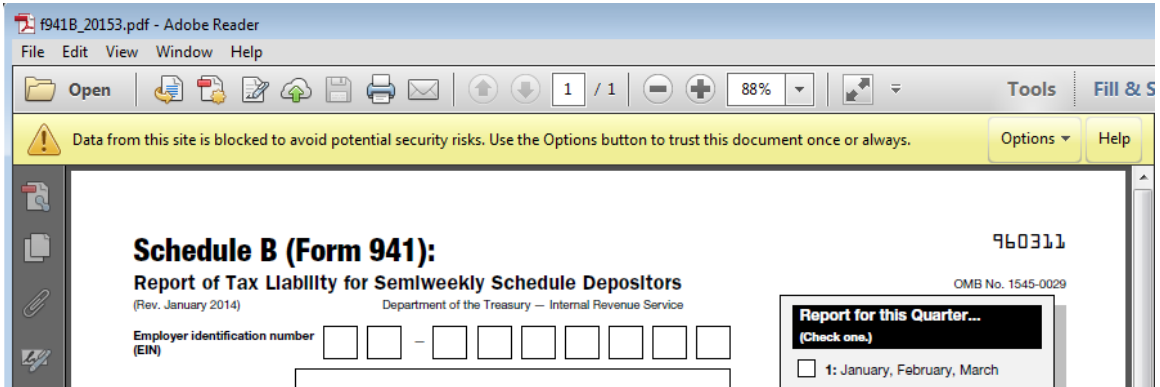 f941B_20153.pdf - Adobe Reader
File Edit View Window Help
Open 1 / 1 88% Tools Fill & S
Data from this site is blocked to avoid potential security risks. Use the Options button to trust this document once or always. Options Help
960311
Schedule B (Form 941):
Report of Tax Liability for Semiweekly Schedule Depositors
OMB No. 1545-0029
(Rev. January 2014) Department of the Treasury — Internal Revenue Service
Report for this Quarter...
(Check one.)
Employer identification number
(EIN)
–
1: January, February, March